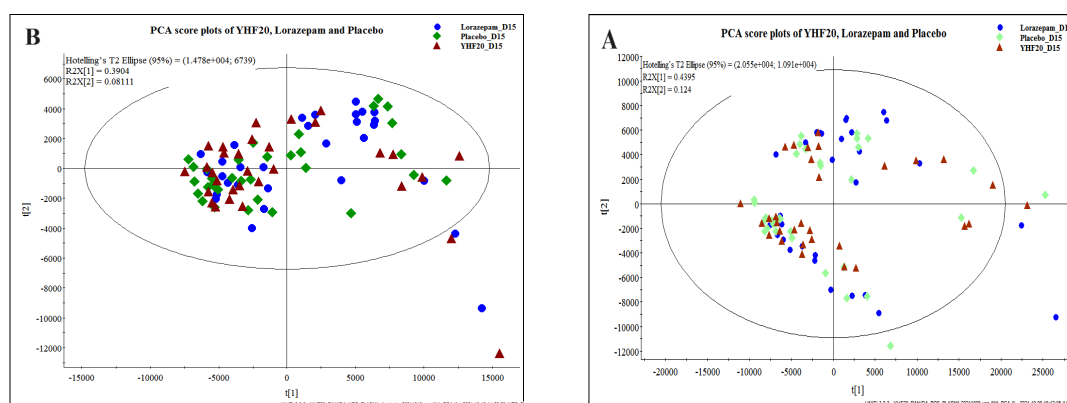 B
PCA score plots of YHF20, Lorazepam and Placebo
Lorazepam_D15
Placebo_D15
YHF20_D15
Hotelling's T2 Ellipse (95%) = (1.478e+004; 6739)
R2X[1] = 0.3904
R2X[2] = 0.08111
6000
4000
2000
0
-2000
-4000
-6000
-8000
-10000
-12000
t[2]
-15000 -10000 -5000 0 5000 10000 15000
t[1]
A
PCA score plots of YHF20, Lorazepam and Placebo
Lorazepam_D15
Placebo_D15
YHF20_D15
Hotelling's T2 Ellipse (95%) = (2.055e+004; 1.091e+004)
R2X[1] = 0.4395
R2X[2] = 0.124
12000
10000
8000
6000
4000
2000
0
-2000
-4000
-6000
-8000
-10000
-12000
t[2]
-20000 -15000 -10000 -5000 0 5000 10000 15000 20000 25000
t[1]